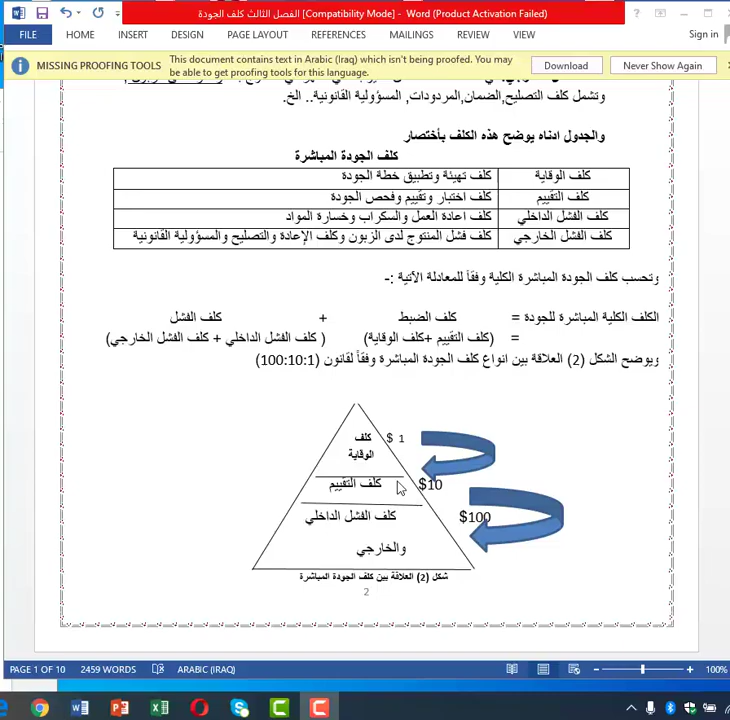 الفصل الثالث كلف الجودة [Compatibility Mode] - Word (Product Activation Failed)
FILE HOME INSERT DESIGN PAGE LAYOUT REFERENCES MAILINGS REVIEW VIEW Sign in
MISSING PROOFING TOOLS This document contains text in Arabic (Iraq) which isn't being proofed. You may
be able to get proofing tools for this language.
Download Never Show Again
وتشمل كلف التصليح,الضمان,المردودات, المسؤولية القانونية.. الخ.
والجدول ادناه يوضح هذه الكلف بأختصار
كلف الجودة المباشرة
كلف الوقاية كلف تهيئة وتطبيق خطة الجودة
كلف التقييم كلف اختبار وتقييم وفحص الجودة
كلف الفشل الداخلي كلف اعادة العمل والسكراب وخسارة المواد
كلف الفشل الخارجي كلف فشل المنتوج لدى الزبون وكلف الإعادة والتصليح والمسؤولية القانونية
وتحسب كلف الجودة المباشرة الكلية وفقاً للمعادلة الآتية :-
الكلف الكلية المباشرة للجودة = كلف الضبط + كلف الفشل
= (كلف التقييم +كلف الوقاية) ( كلف الفشل الداخلي + كلف الفشل الخارجي)
ويوضح الشكل (2) العلاقة بين انواع كلف الجودة المباشرة وفقاً لقانون (100:10:1)
كلف
الوقاية
$ 1
كلف التقييم
$10
كلف الفشل الداخلي
$100
والخارجي
شكل (2) العلاقة بين كلف الجودة المباشرة
2
PAGE 1 OF 10 2459 WORDS ARABIC (IRAQ) 100%